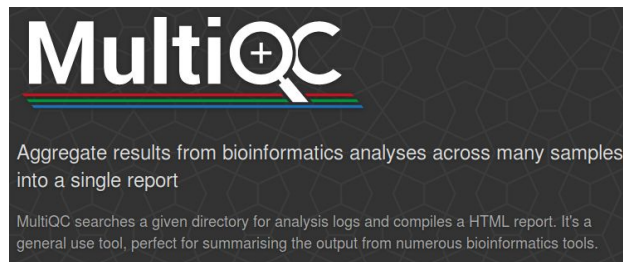 MultiQC
Aggregate results from bioinformatics analyses across many samples
into a single report
MultiQC searches a given directory for analysis logs and compiles a HTML report. It's a
general use tool, perfect for summarising the output from numerous bioinformatics tools.